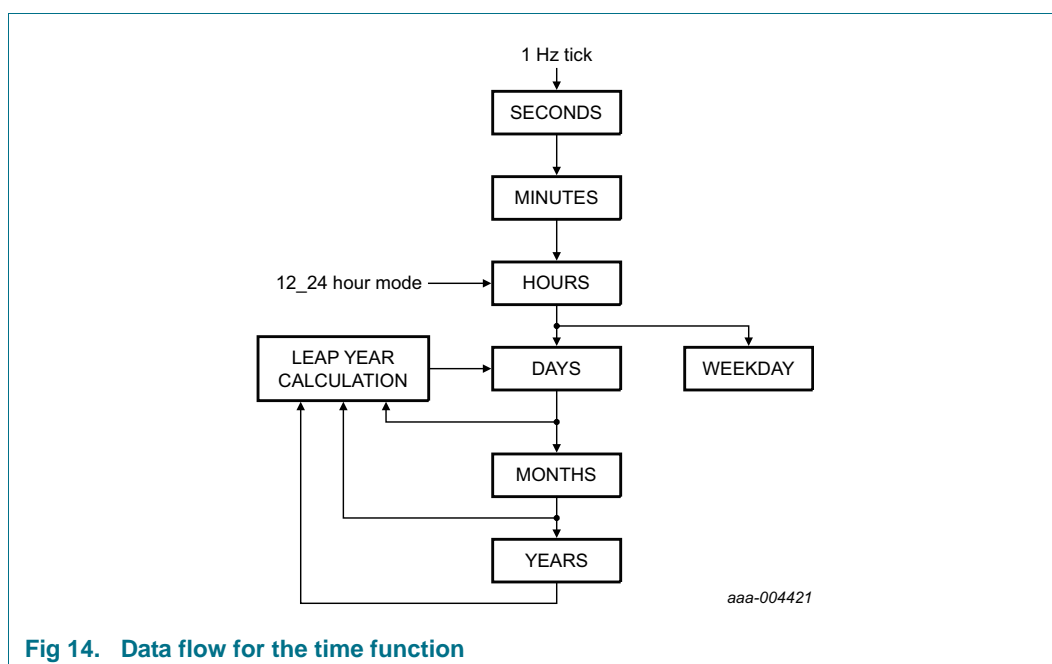 1 Hz tick
SECONDS
MINUTES
12_24 hour mode
HOURS
LEAP YEAR
CALCULATION
DAYS
WEEKDAY
MONTHS
YEARS
aaa-004421
Fig 14. Data flow for the time function